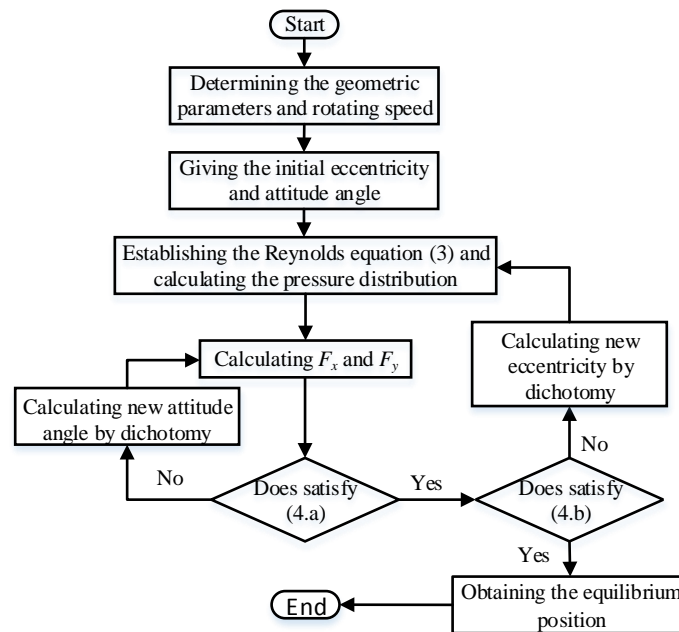 Start
Determining the geometric
parameters and rotating speed
Giving the initial eccentricity
and attitude angle
Establishing the Reynolds equation (3) and
calculating the pressure distribution
Calculating Fx and Fy
Calculating new
eccentricity by
dichotomy
Calculating new attitude
angle by dichotomy
No
Does satisfy
(4.a)
Yes
Does satisfy
(4.b)
No
Yes
Obtaining the equilibrium
position
End